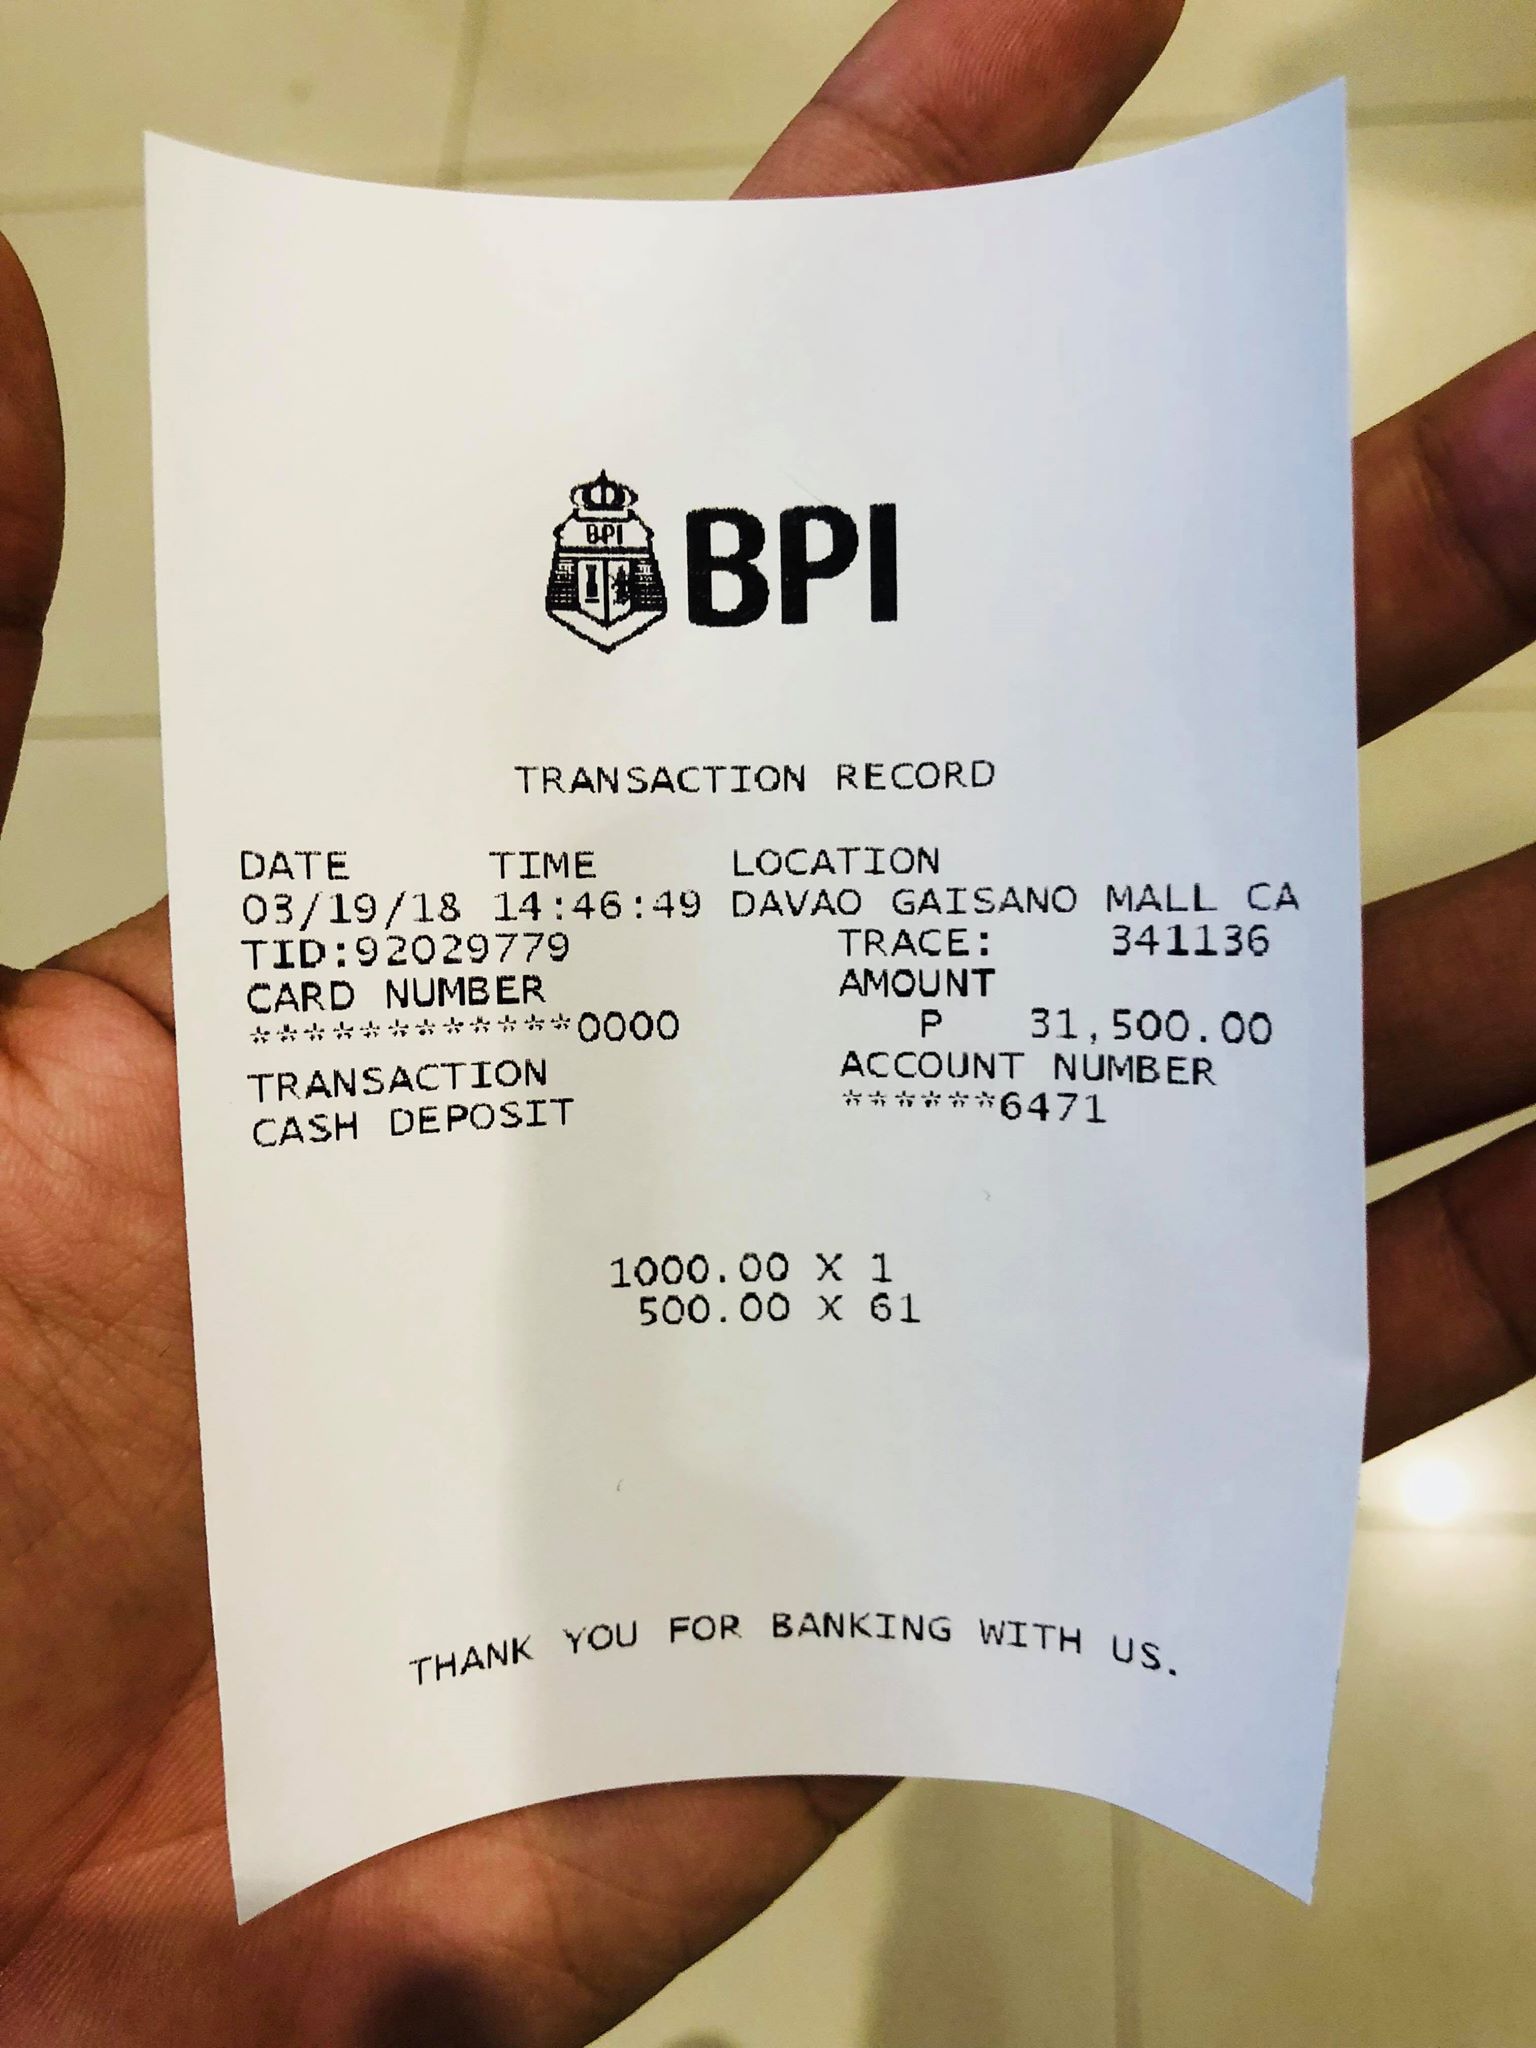 BPI
BPI
TRANSACTION RECORD
DATE TIME LOCATION
03/19/18 14:46:49 DAVAO GAISANO MALL CA
TID:92029779 TRACE: 341136
CARD NUMBER AMOUNT
************0000 P 31,500.00
TRANSACTION ACCOUNT NUMBER
CASH DEPOSIT ******6471
1000.00 X 1
500.00 X 61
THANK YOU FOR BANKING WITH US.